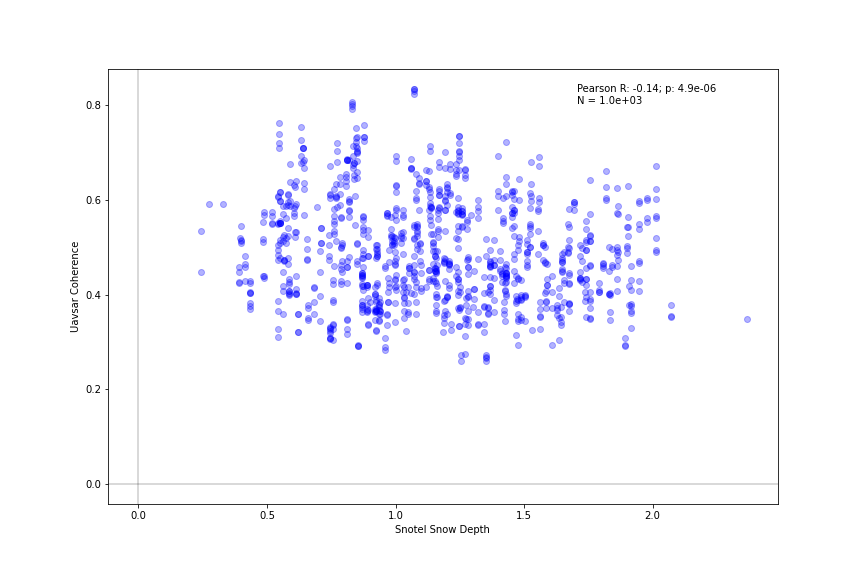 Pearson R: -0.14; p: 4.9e-06
N = 1.0e+03
0.8
0.6
0.4
0.2
0.0
Uavsar Coherence
0.0 0.5 1.0 1.5 2.0
Snotel Snow Depth